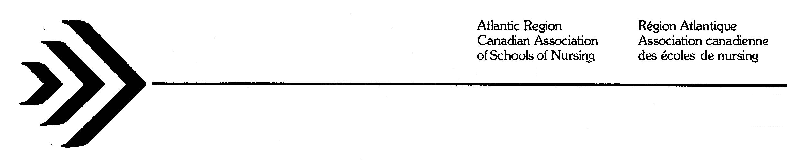 Atlantic Region
Canadian Association
of Schools of Nursing
Région Atlantique
Association canadienne
des écoles de nursing